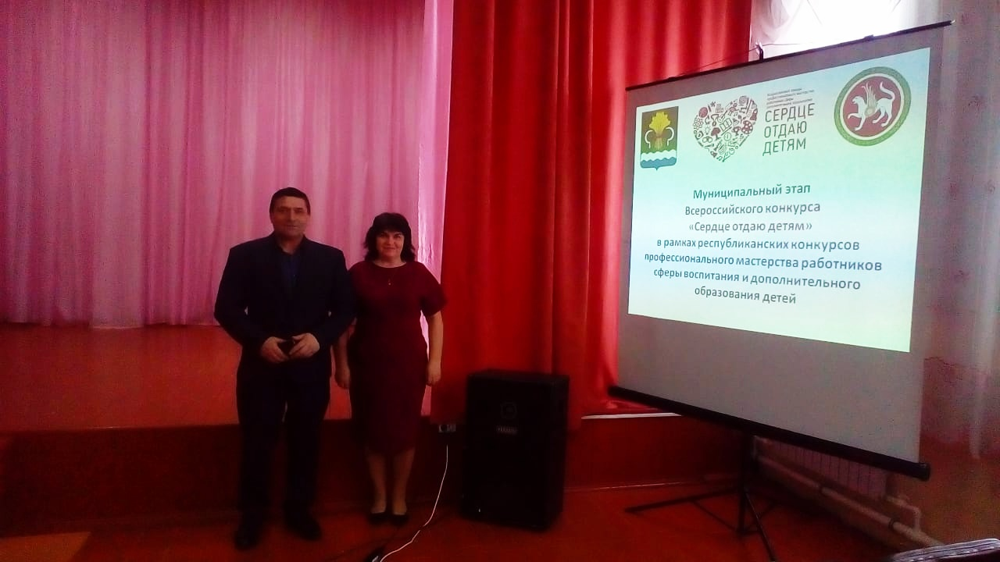 СЕРДЦЕ
ОТДАЮ
ДЕТЯМ
Муниципальный этап
Всероссийского конкурса
«Сердце отдаю детям»
в рамках республиканских конкурсов
профессионального мастерства работников
сферы воспитания и дополнительного
образования детей